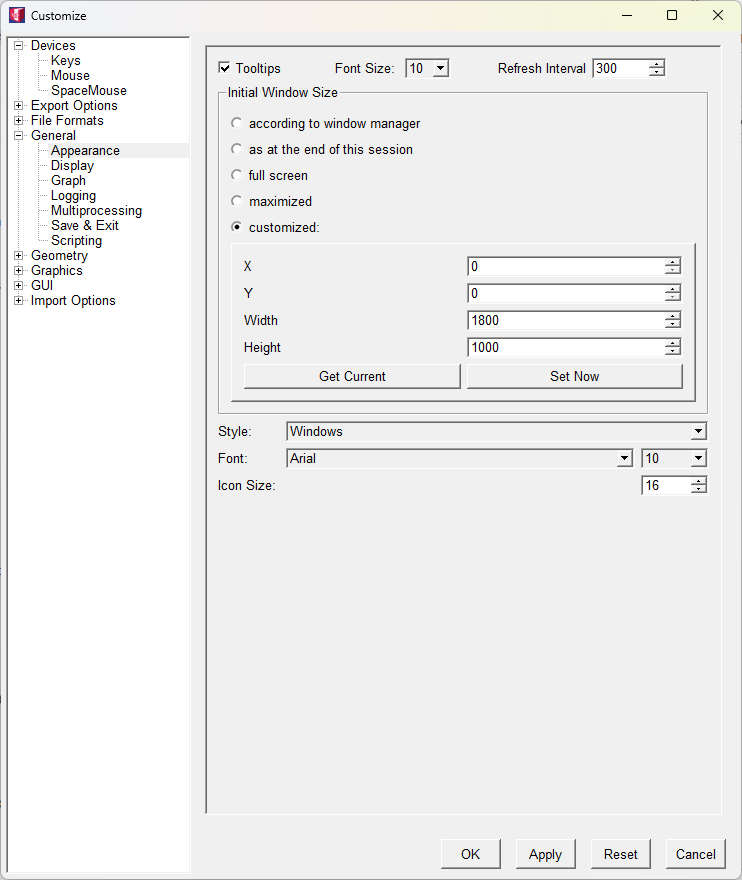 Customize
Devices
Keys
Mouse
SpaceMouse
Export Options
File Formats
General
Appearance
Display
Graph
Logging
Multiprocessing
Save & Exit
Scripting
Geometry
Graphics
GUI
Import Options
Tooltips Font Size: 10 Refresh Interval 300
Initial Window Size
according to window manager
as at the end of this session
full screen
maximized
customized:
X 0
Y 0
Width 1800
Height 1000
Get Current Set Now
Style: Windows
Font: Arial 10
Icon Size: 16
OK Apply Reset Cancel